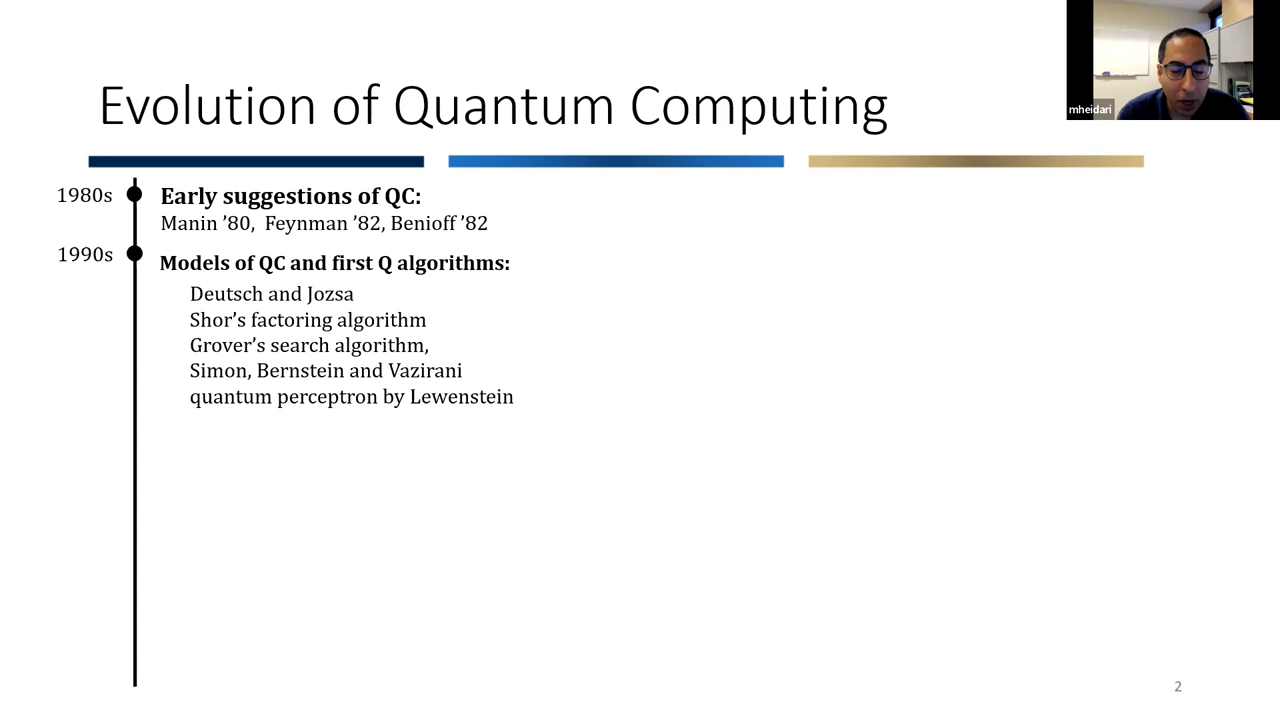 mheidari
Evolution of Quantum Computing
1980s
Early suggestions of QC:
Manin ’80,  Feynman ’82, Benioff ’82
1990s
Models of QC and first Q algorithms:
Deutsch and Jozsa
Shor’s factoring algorithm
Grover’s search algorithm,
Simon, Bernstein and Vazirani
quantum perceptron by Lewenstein
2